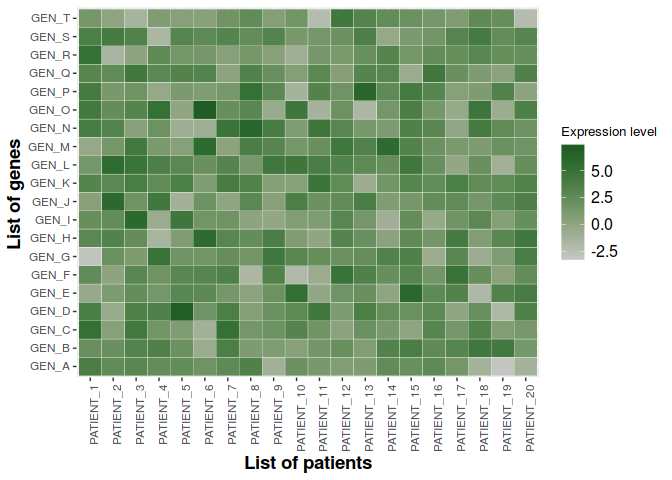 GEN_T
GEN_S
GEN_R
GEN_Q
GEN_P
GEN_O
GEN_N
GEN_M
GEN_L
GEN_K
GEN_J
GEN_I
GEN_H
GEN_G
GEN_F
GEN_E
GEN_D
GEN_C
GEN_B
GEN_A
List of genes
PATIENT_1
PATIENT_2
PATIENT_3
PATIENT_4
PATIENT_5
PATIENT_6
PATIENT_7
PATIENT_8
PATIENT_9
PATIENT_10
PATIENT_11
PATIENT_12
PATIENT_13
PATIENT_14
PATIENT_15
PATIENT_16
PATIENT_17
PATIENT_18
PATIENT_19
PATIENT_20
List of patients
Expression level
5.0
2.5
0.0
-2.5